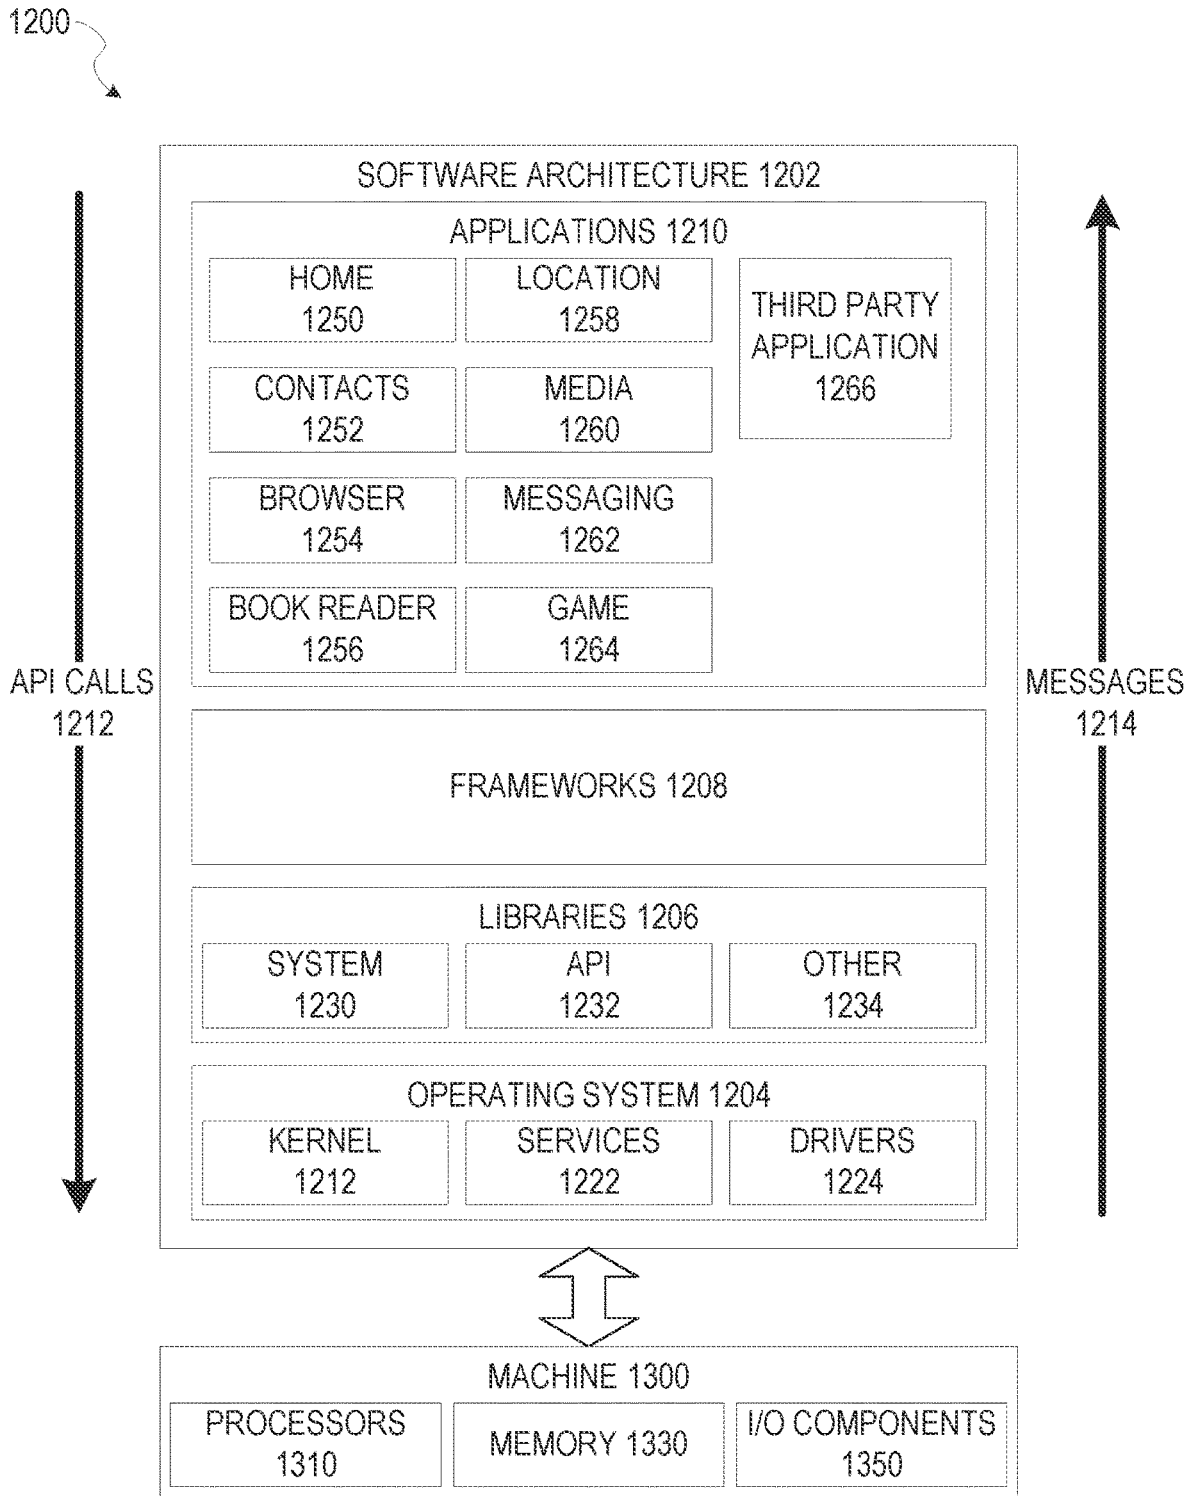 1200
SOFTWARE ARCHITECTURE 1202
APPLICATIONS 1210
HOME
1250
LOCATION
1258
THIRD PARTY
APPLICATION
1266
CONTACTS
1252
MEDIA
1260
BROWSER
1254
MESSAGING
1262
BOOK READER
1256
GAME
1264
API CALLS
1212
MESSAGES
1214
FRAMEWORKS 1208
LIBRARIES 1206
SYSTEM
1230
API
1232
OTHER
1234
OPERATING SYSTEM 1204
KERNEL
1212
SERVICES
1222
DRIVERS
1224
MACHINE 1300
PROCESSORS
1310
MEMORY 1330
I/O COMPONENTS
1350